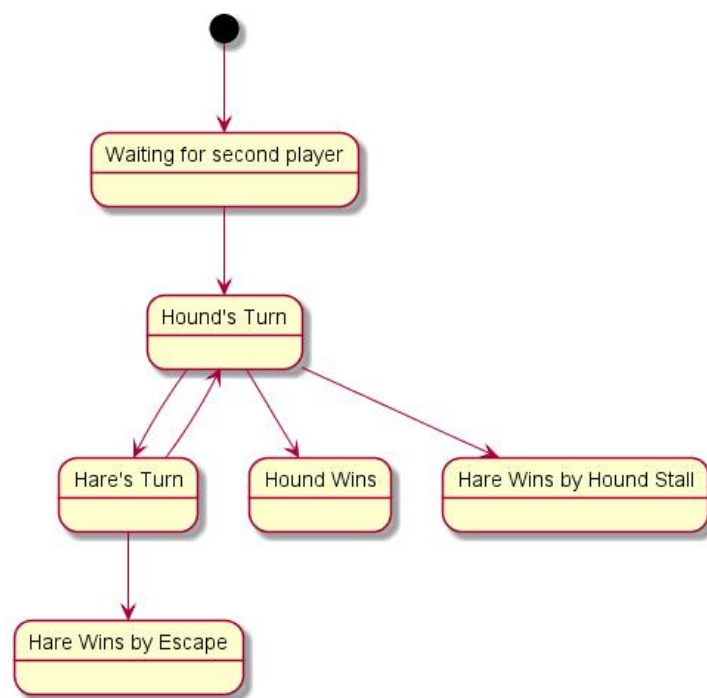 Waiting for second player
Hound's Turn
Hare's Turn
Hound Wins
Hare Wins by Hound Stall
Hare Wins by Escape